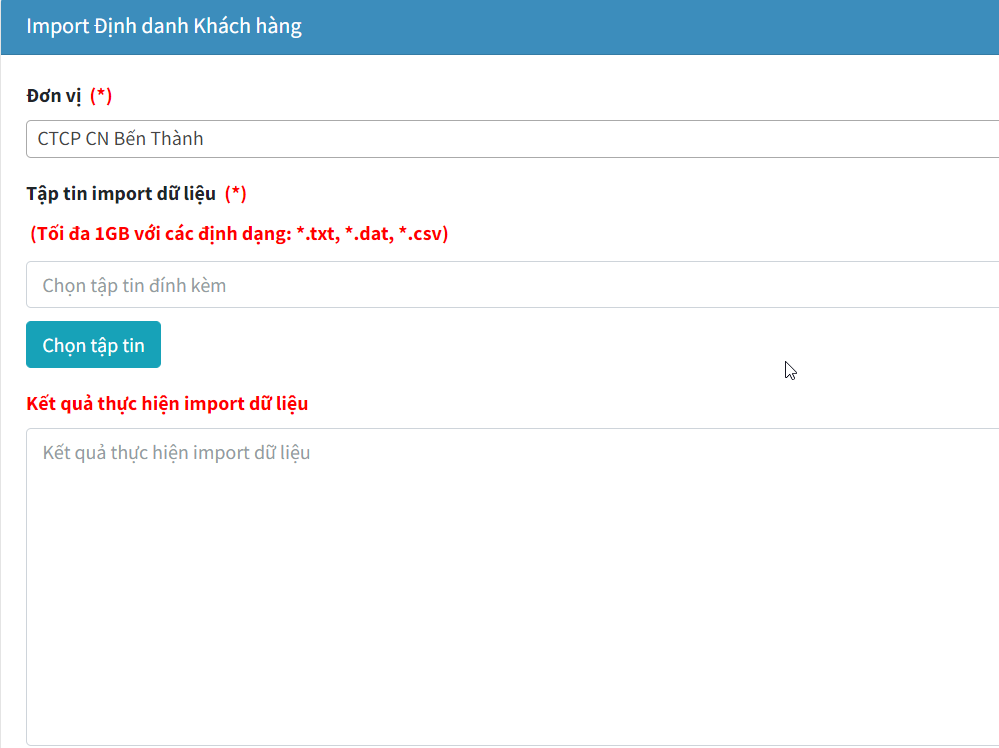 Import Định danh Khách hàng
Đơn vị (*)
CTCP CN Bến Thành
Tập tin import dữ liệu (*)
(Tối đa 1GB với các định dạng: *.txt, *.dat, *.csv)
Chọn tập tin đính kèm
Chọn tập tin
Kết quả thực hiện import dữ liệu
Kết quả thực hiện import dữ liệu